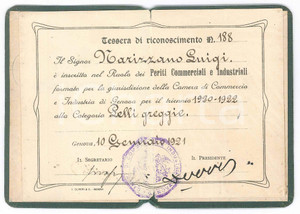 Tessera di riconoscimento N. 188
Il Signor Narizzano Luigi.
è inscritto nel Ruolo dei Periti Commerciali e Industriali
formato per la giurisdizione della Camera di Commercio
e Industria di Genova per il triennio 1920-1922
alla Categoria Pelli greggie.
Genova, 10 Gennaio 1921
Il Segretario Il Presidente